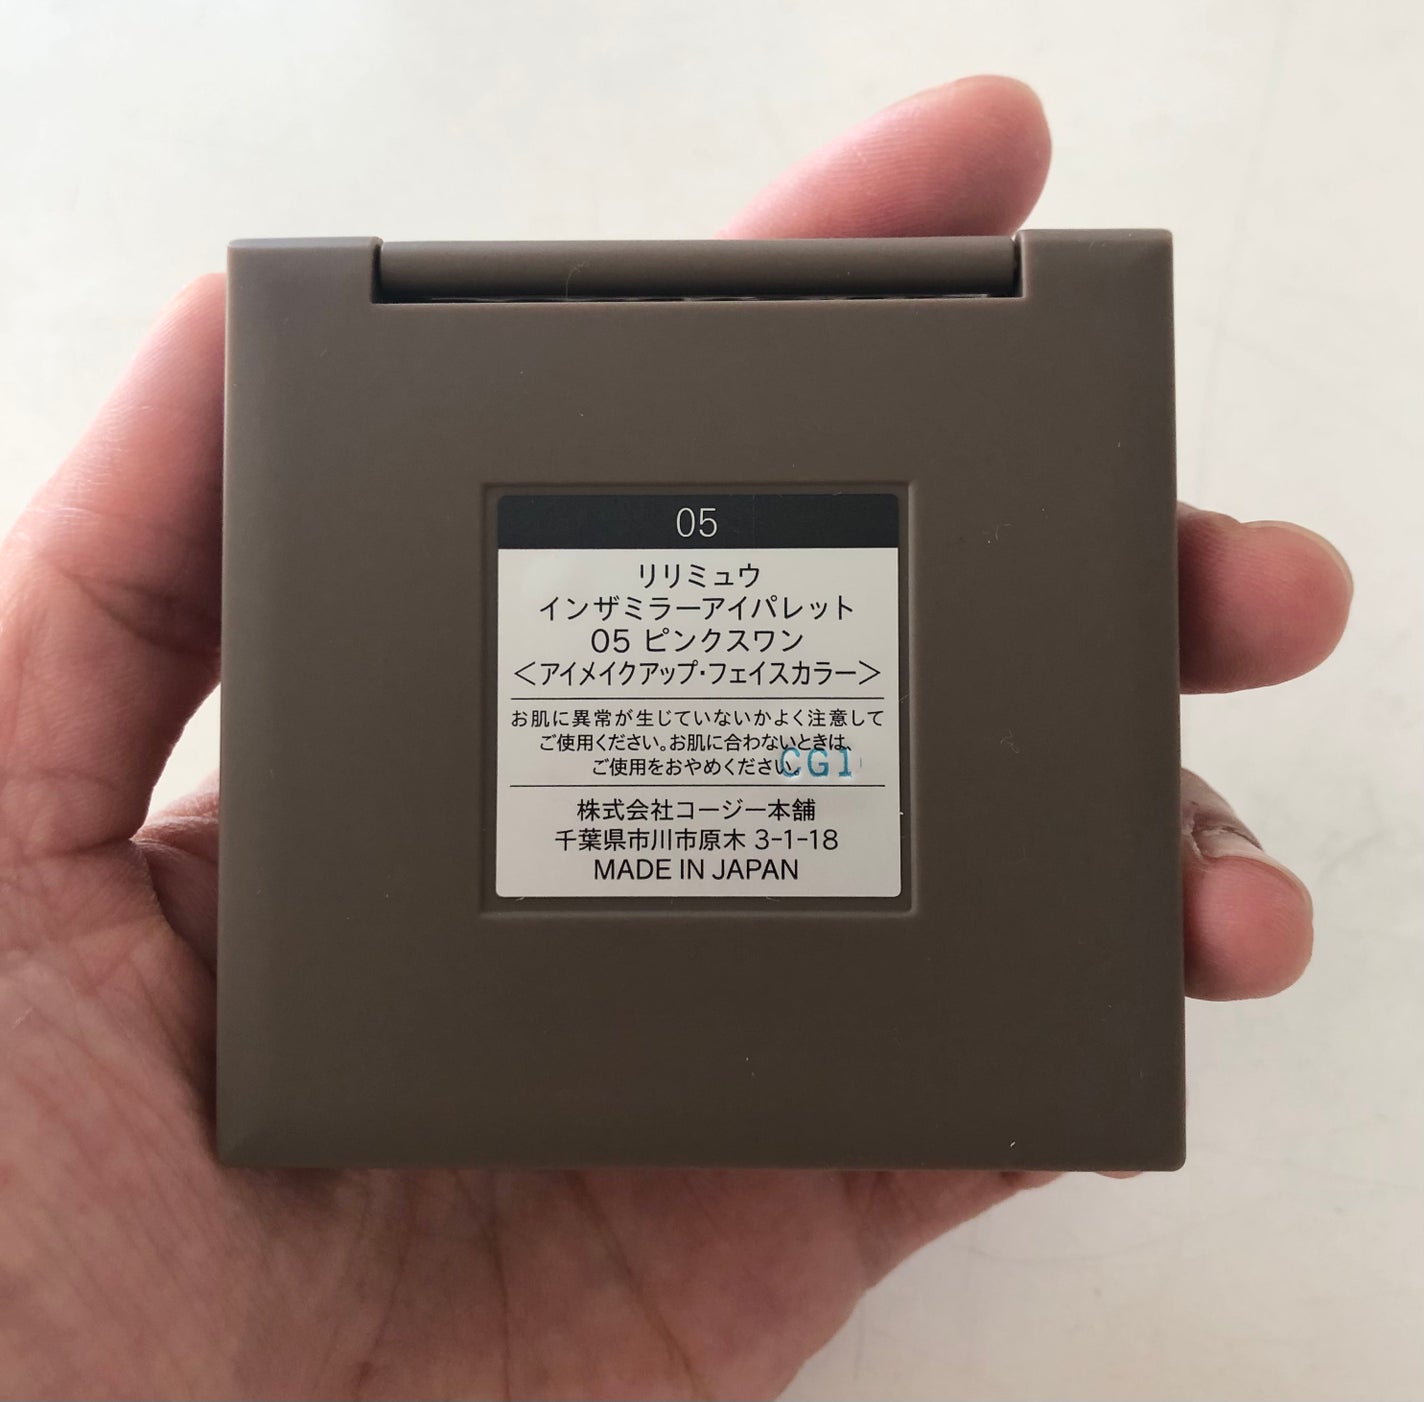 05
リリミュウ
インザミラーアイパレット
05 ピンクスワン
＜アイメイクアップ・フェイスカラー＞
お肌に異常が生じていないかよく注意して
ご使用ください。お肌に合わないときは、
ご使用をおやめください。
CG1
株式会社コージー本舗
千葉県市川市原木 3-1-18
MADE IN JAPAN